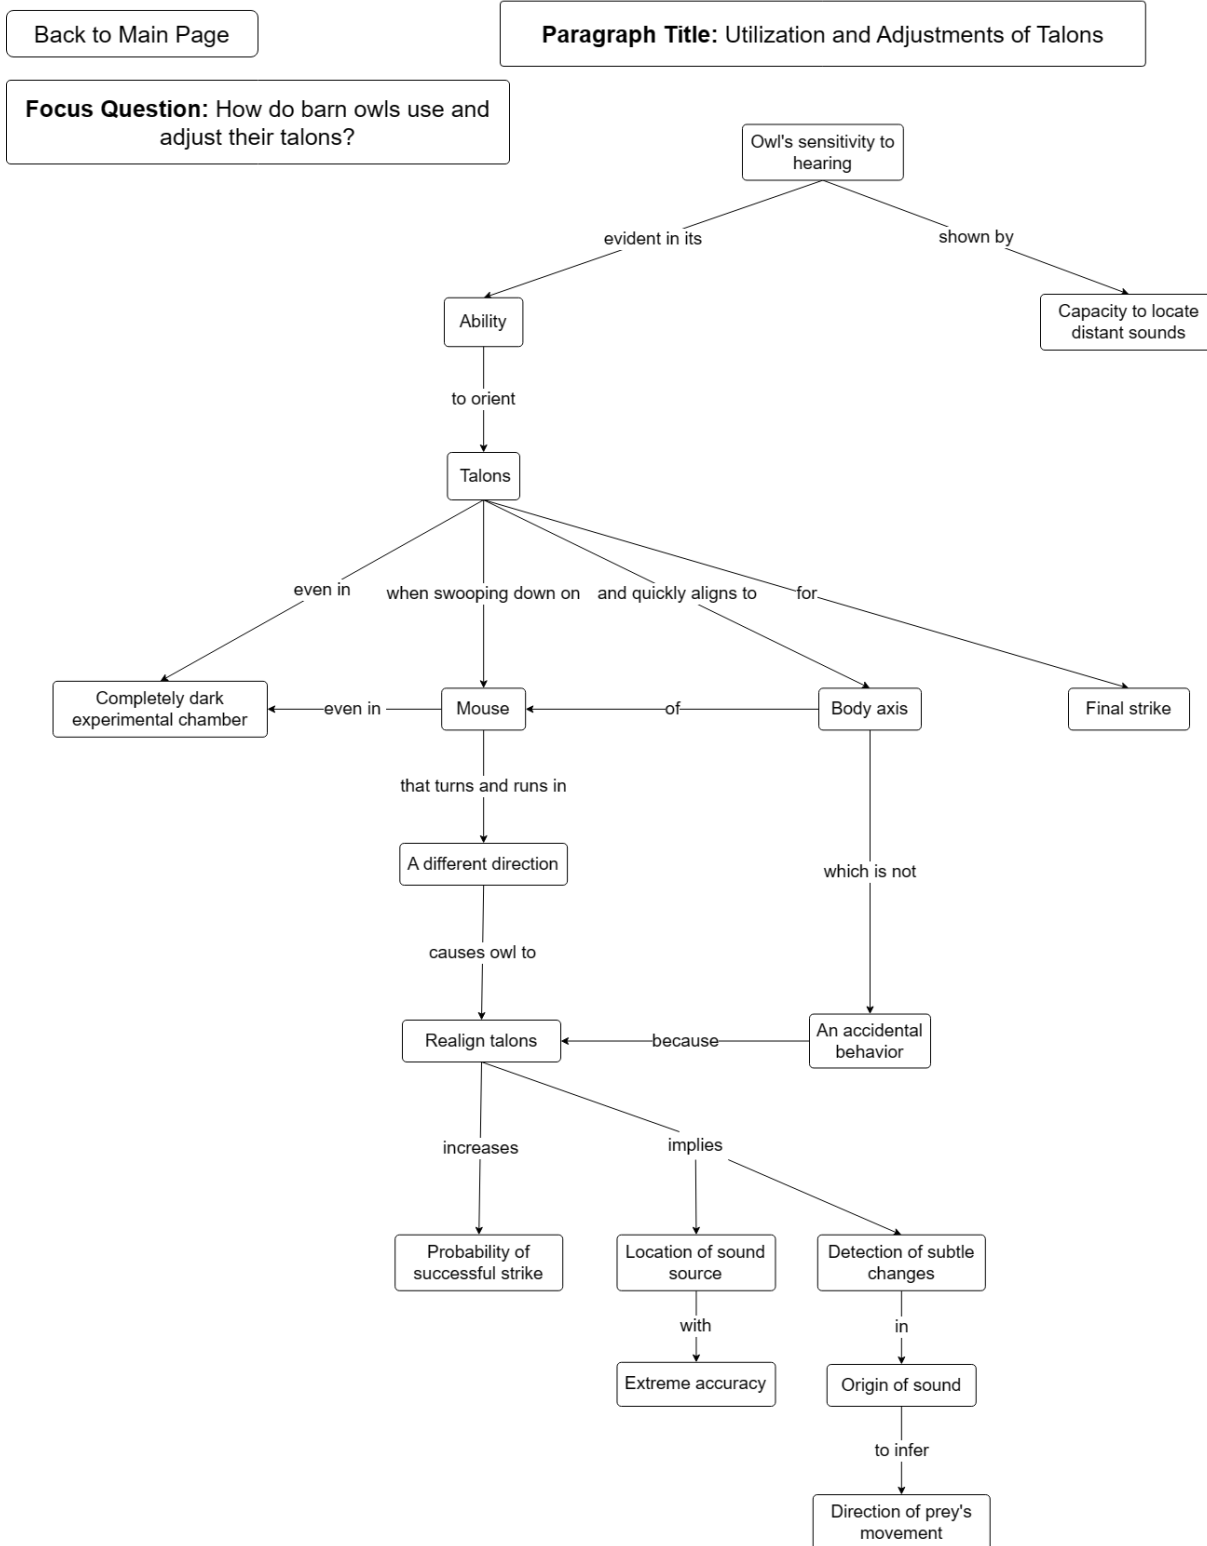 Back to Main Page
Paragraph Title: Utilization and Adjustments of Talons
Focus Question: How do barn owls use and
adjust their talons?
Owl's sensitivity to
hearing
evident in its
shown by
Ability
Capacity to locate
distant sounds
to orient
Talons
even in
when swooping down on
and quickly aligns to
for
Completely dark
experimental chamber
even in
Mouse
of
Body axis
Final strike
that turns and runs in
A different direction
which is not
causes owl to
Realign talons
because
An accidental
behavior
increases
implies
Probability of
successful strike
Location of sound
source
Detection of subtle
changes
with
in
Extreme accuracy
Origin of sound
to infer
Direction of prey's
movement